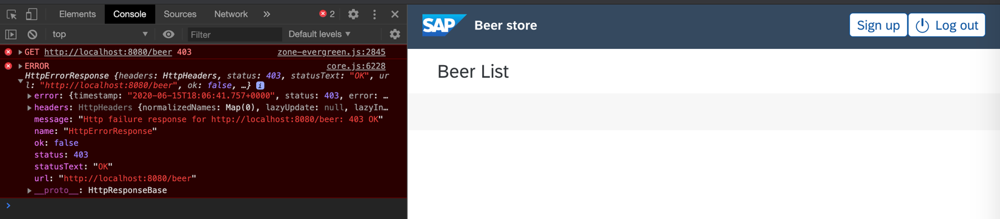 Elements Console Sources Network » 2
top Filter Default levels
GET http://localhost:8080/beer 403 zone-evergreen.js:2845
ERROR core.js:6228
HttpErrorResponse {headers: HttpHeaders, status: 403, statusText: "OK", ur
l: "http://localhost:8080/beer", ok: false, …} i
error: {timestamp: "2020-06-15T18:06:41.757+0000", status: 403, error: …
headers: HttpHeaders {normalizedNames: Map(0), lazyUpdate: null, lazyIn…
message: "Http failure response for http://localhost:8080/beer: 403 OK"
name: "HttpErrorResponse"
ok: false
status: 403
statusText: "OK"
url: "http://localhost:8080/beer"
__proto__: HttpResponseBase
SAP Beer store Sign up Log out
Beer List